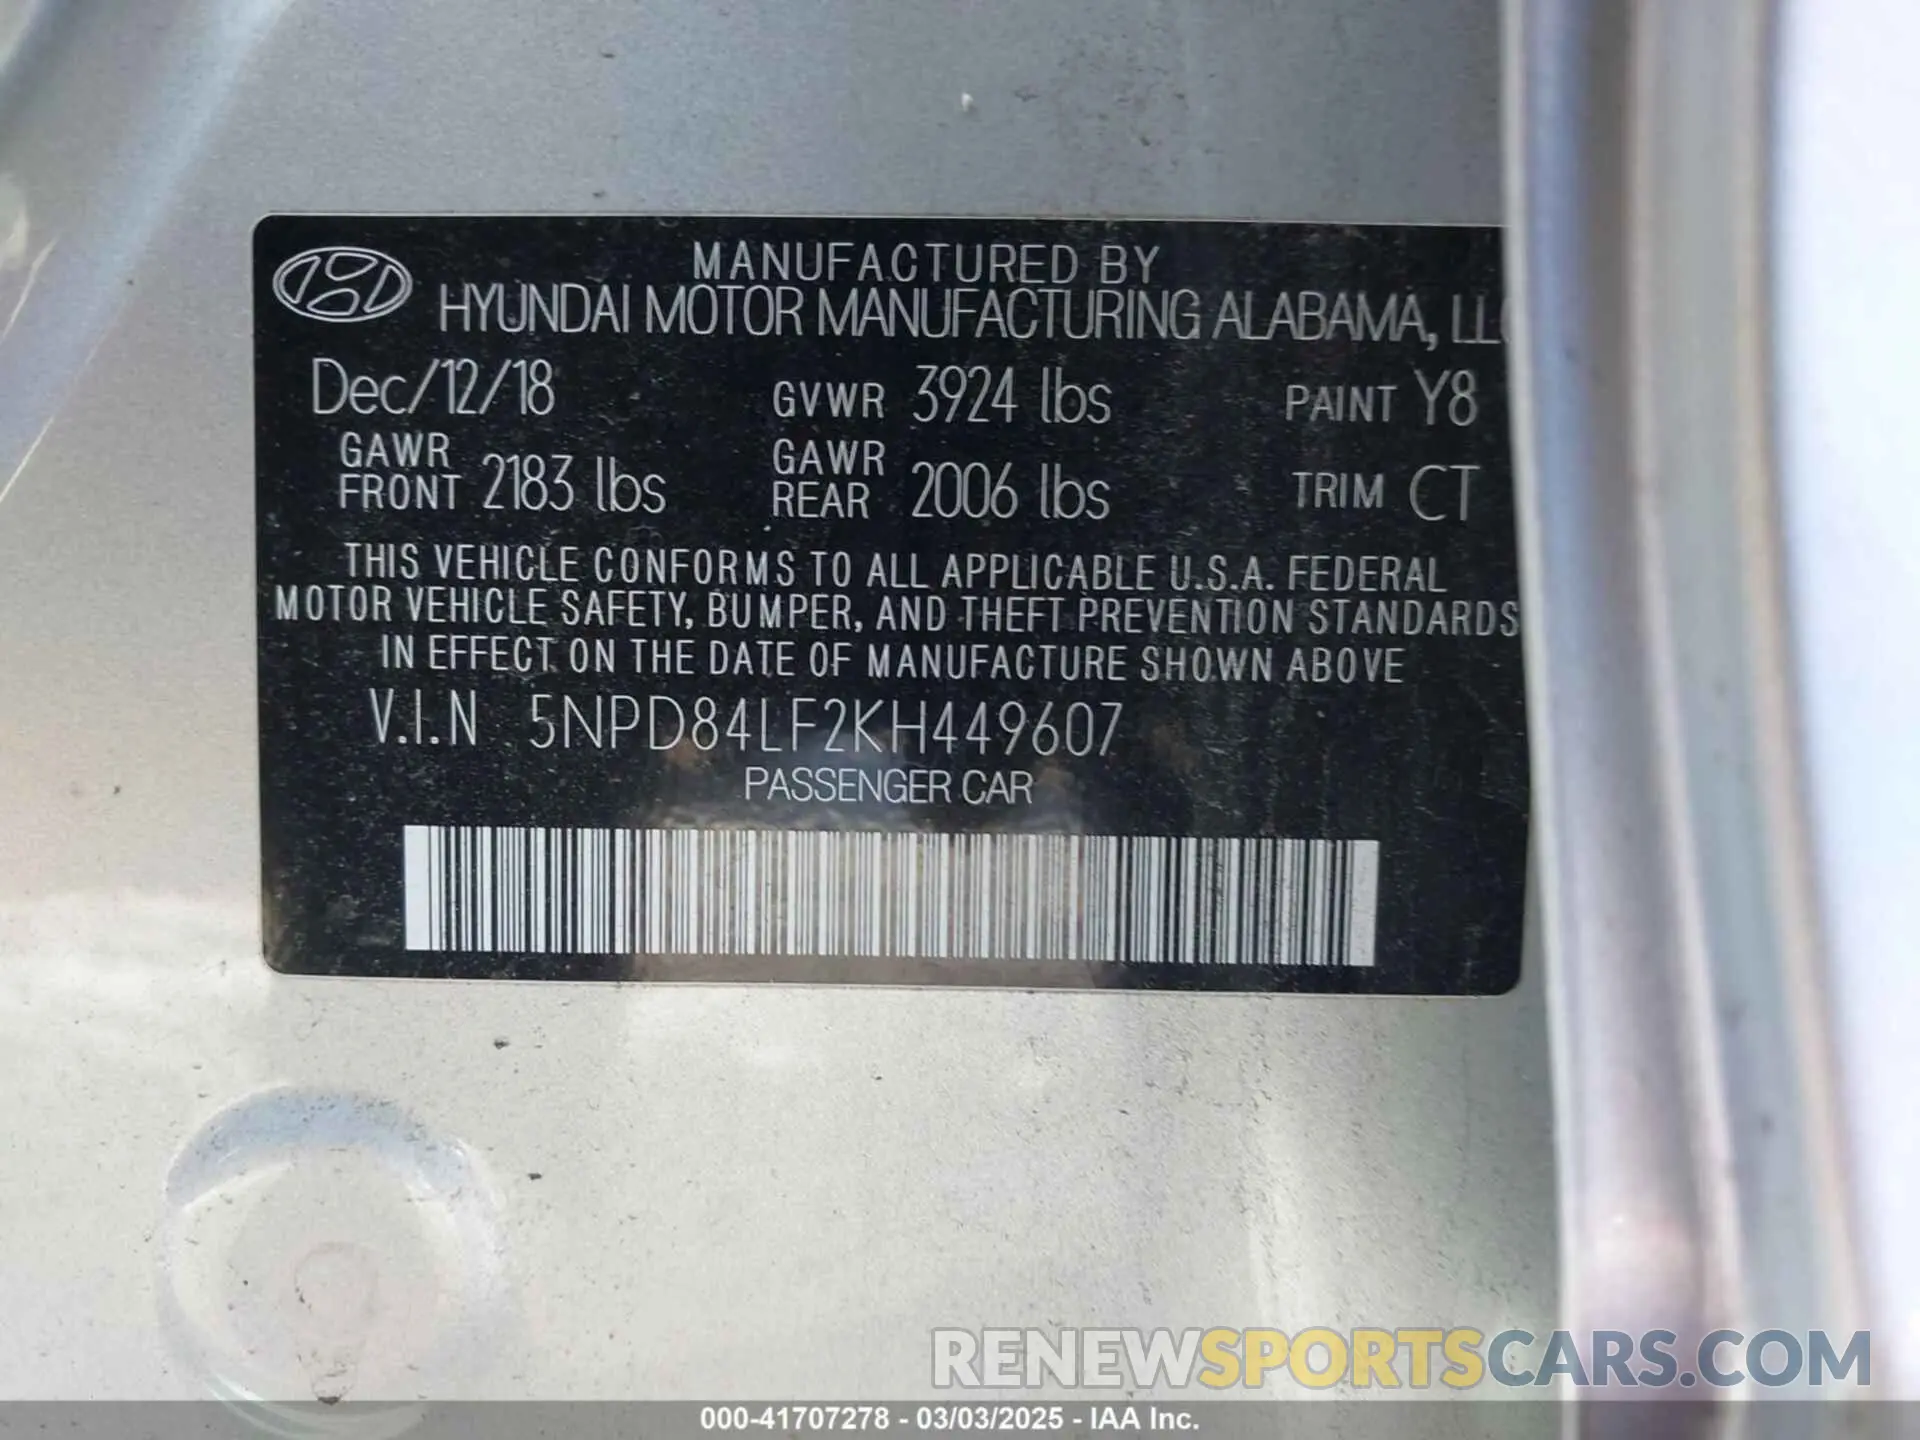 MANUFACTURED BY
HYUNDAI MOTOR MANUFACTURING ALABAMA, LLC
Dec/12/18 GVWR 3924 lbs PAINT Y8
GAWR FRONT 2183 lbs GAWR REAR 2006 lbs TRIM CT
THIS VEHICLE CONFORMS TO ALL APPLICABLE U.S.A. FEDERAL
MOTOR VEHICLE SAFETY, BUMPER, AND THEFT PREVENTION STANDARDS
IN EFFECT ON THE DATE OF MANUFACTURE SHOWN ABOVE
V.I.N 5NPD84LF2KH449607
PASSENGER CAR
RENEWSPORTSCARS.COM
000-41707278 - 03/03/2025 - IAA Inc.